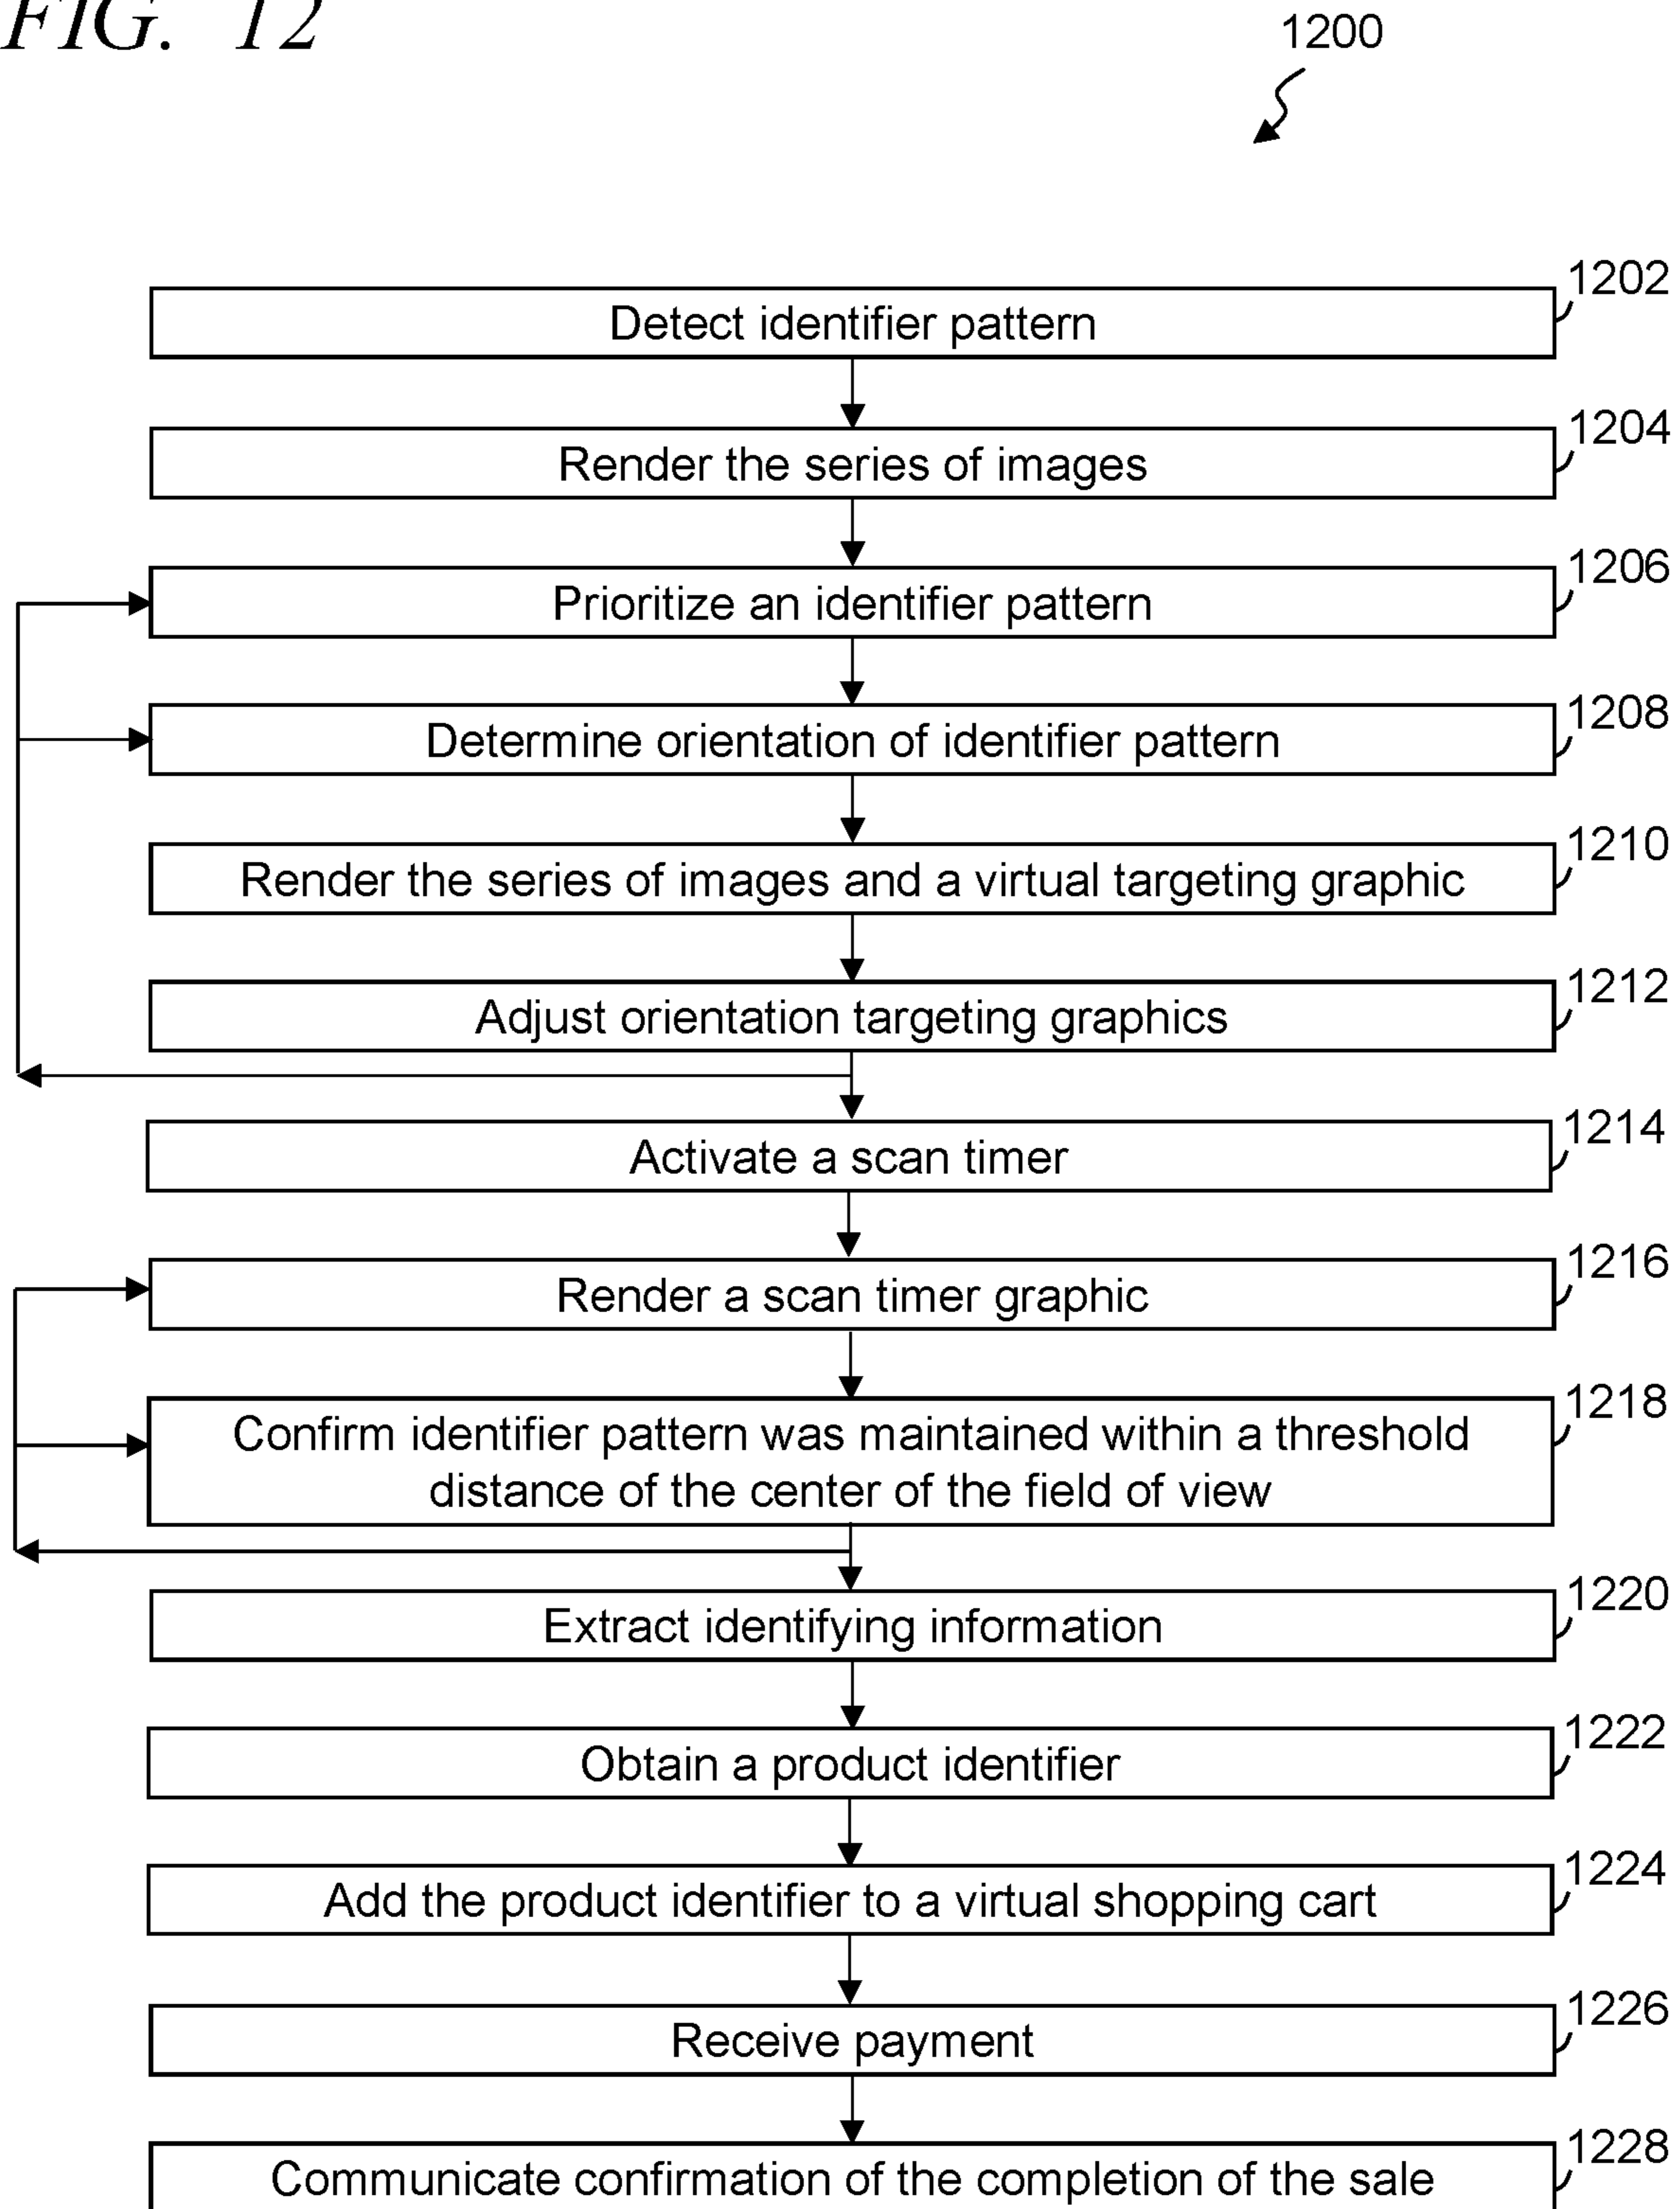 FIG. 12
1200
1202
Detect identifier pattern
1204
Render the series of images
1206
Prioritize an identifier pattern
1208
Determine orientation of identifier pattern
1210
Render the series of images and a virtual targeting graphic
1212
Adjust orientation targeting graphics
1214
Activate a scan timer
1216
Render a scan timer graphic
1218
Confirm identifier pattern was maintained within a threshold
distance of the center of the field of view
1220
Extract identifying information
1222
Obtain a product identifier
1224
Add the product identifier to a virtual shopping cart
1226
Receive payment
1228
Communicate confirmation of the completion of the sale